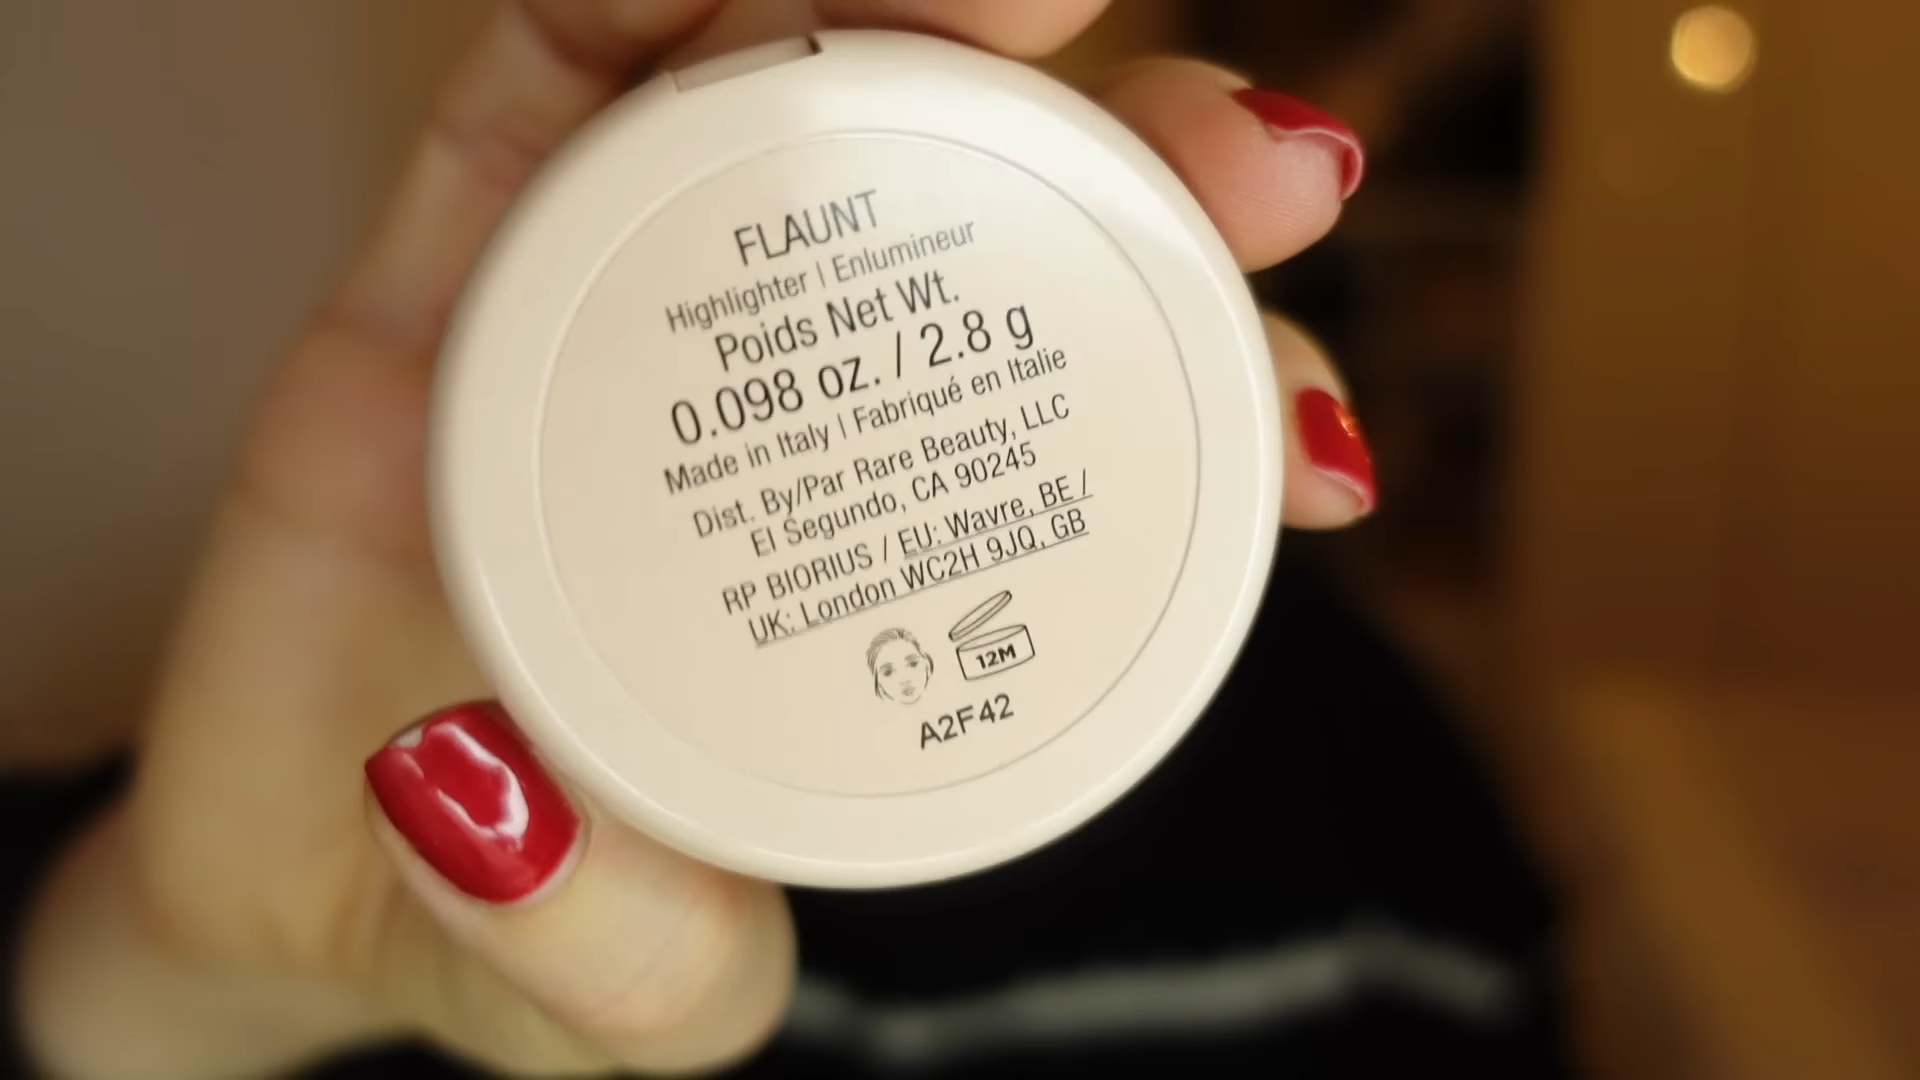 FLAUNT
Highlighter | Enlumineur
Poids Net Wt.
0.098 oz. / 2.8 g
Made in Italy | Fabriqué en Italie
Dist. By/Par Rare Beauty, LLC
El Segundo, CA 90245
RP BIORIUS / EU: Wavre, BE /
UK: London WC2H 9JQ, GB
12M
A2F42